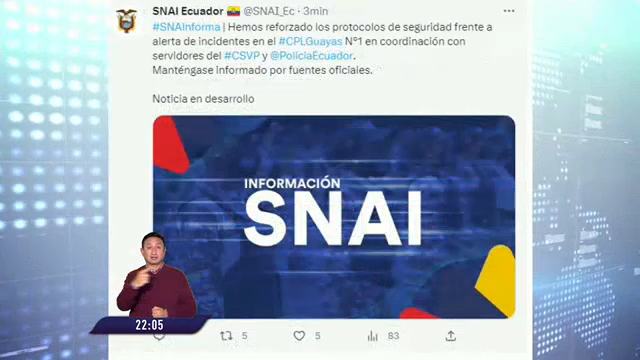 SNAI Ecuador @SNAI_Ec · 3min
#SNAInforma | Hemos reforzado los protocolos de seguridad frente a
alerta de incidentes en el #CPLGuayas N°1 en coordinación con
servidores del #CSVP y @PoliciaEcuador.
Manténgase informado por fuentes oficiales.
Noticia en desarrollo
INFORMACIÓN
SNAI
5
5
83
22:05